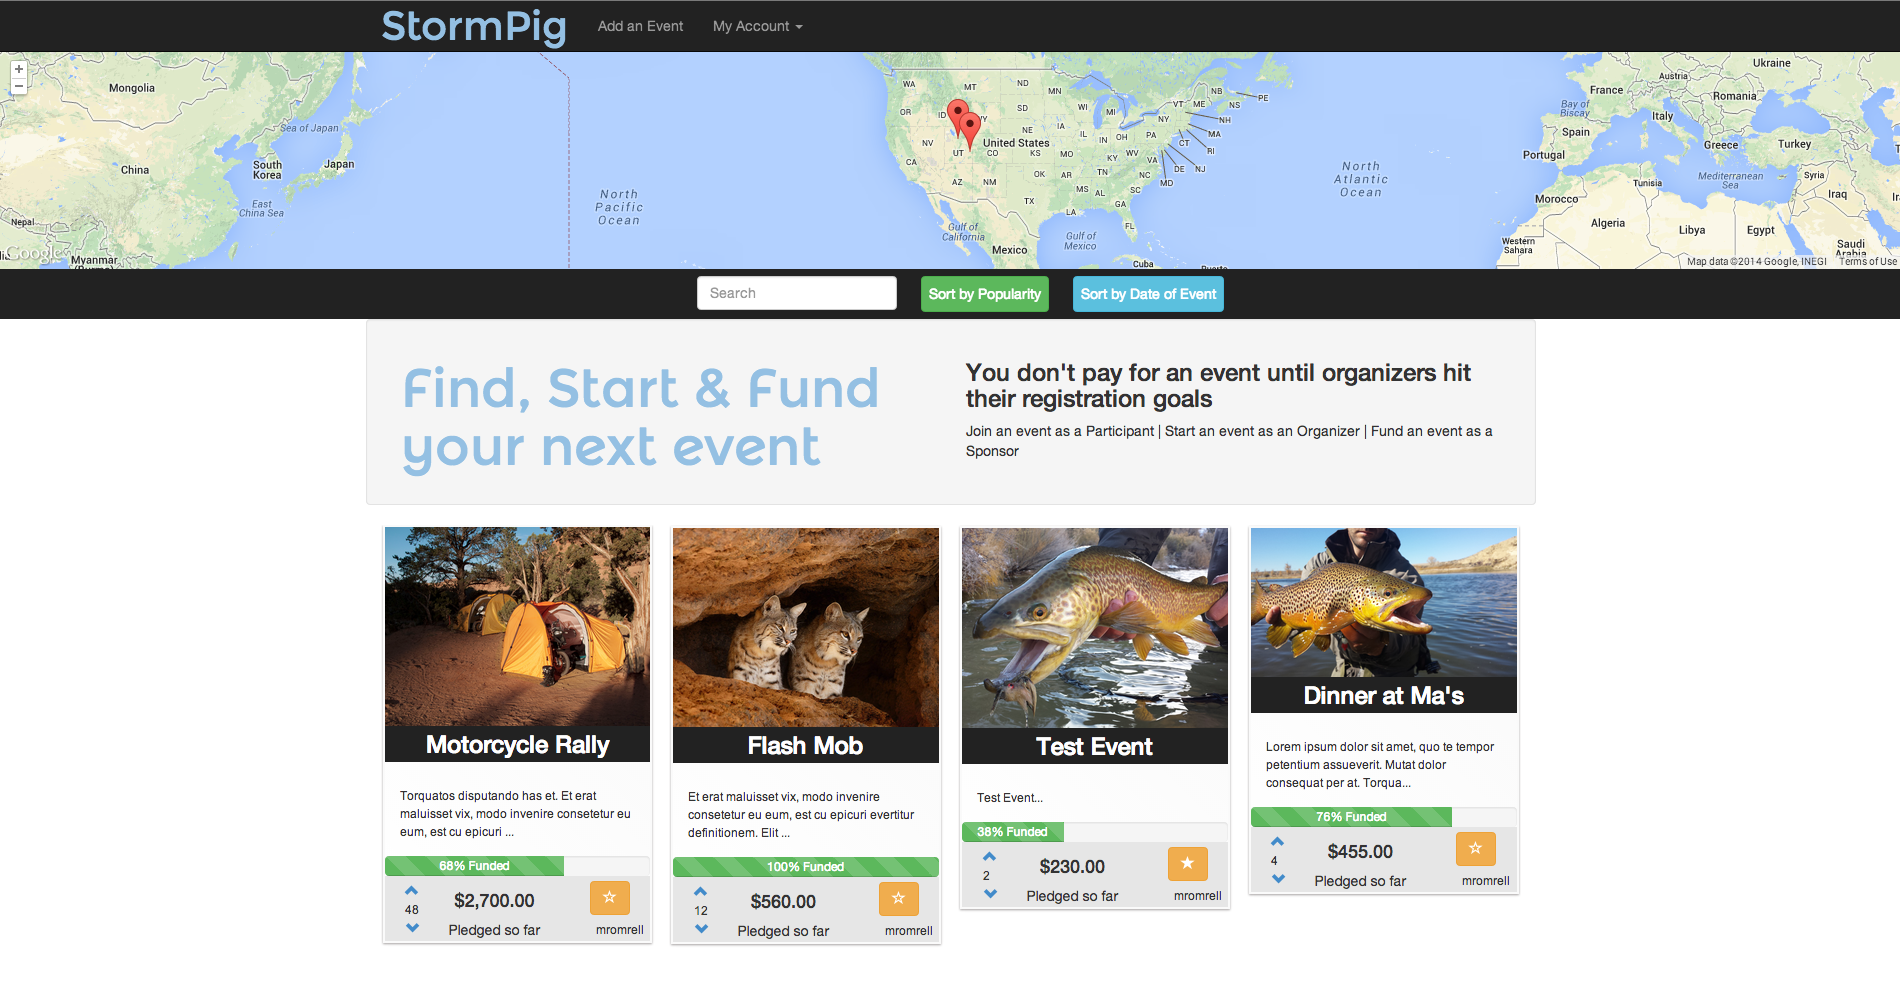 StormPig
Add an Event
My Account
+
−
Mongolia
Sea of Japan
South
Korea
Japan
China
East
China Sea
Nepal
Myanmar
Google
North
Pacific
Ocean
WA
MT
ND
MN
OR
ID
SD
WI
MI
VT
ME
NB
PE
NS
NY
NH
MA
RI
CT
NJ
DE
MD
NV
UT
NE
IA
IL
IN
OH
PA
United States
CO
KS
MO
KY
WV
VA
CA
AZ
NM
OK
AR
TN
NC
MS
AL
SC
TX
LA
GA
FL
Gulf of
California
Gulf of
Mexico
Mexico
Cuba
North
Atlantic
Ocean
Ukraine
Austria
France
Romania
Bay of
Biscay
Italy
Spain
Portugal
Greece
Turkey
Mediterranean
Sea
Tunisia
Syria
Iraq
Morocco
Algeria
Libya
Egypt
Western
Sahara
Saudi
Arabia
Map data ©2014 Google, INEGI
Terms of Use
Search
Sort by Popularity
Sort by Date of Event
Find, Start & Fund
your next event
You don't pay for an event until organizers hit
their registration goals
Join an event as a Participant | Start an event as an Organizer | Fund an event as a
Sponsor
Motorcycle Rally
Torquatos disputando has et. Et erat
maluisset vix, modo invenire consetetur eu
eum, est cu epicuri ...
68% Funded
48
$2,700.00
Pledged so far
mromrell
Flash Mob
Et erat maluisset vix, modo invenire
consetetur eu eum, est cu epicuri evertitur
definitionem. Elit ...
100% Funded
12
$560.00
Pledged so far
mromrell
Test Event
Test Event...
38% Funded
2
$230.00
Pledged so far
mromrell
Dinner at Ma's
Lorem ipsum dolor sit amet, quo te tempor
petentium assueverit. Mutat dolor
consequat per at. Torqua...
76% Funded
4
$455.00
Pledged so far
mromrell